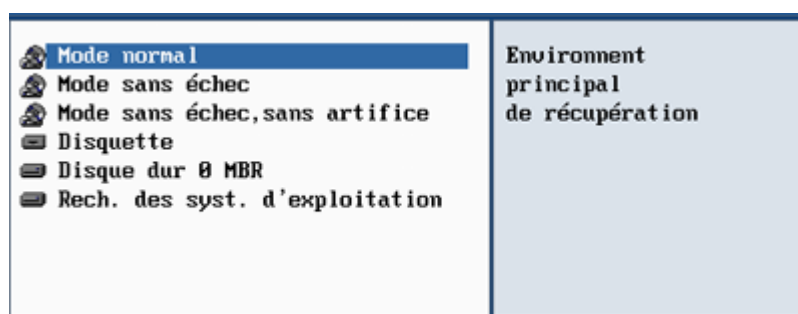 Mode normal
Mode sans échec
Mode sans échec,sans artifice
Disquette
Disque dur 0 MBR
Rech. des syst. d'exploitation
Environment
principal
de récupération